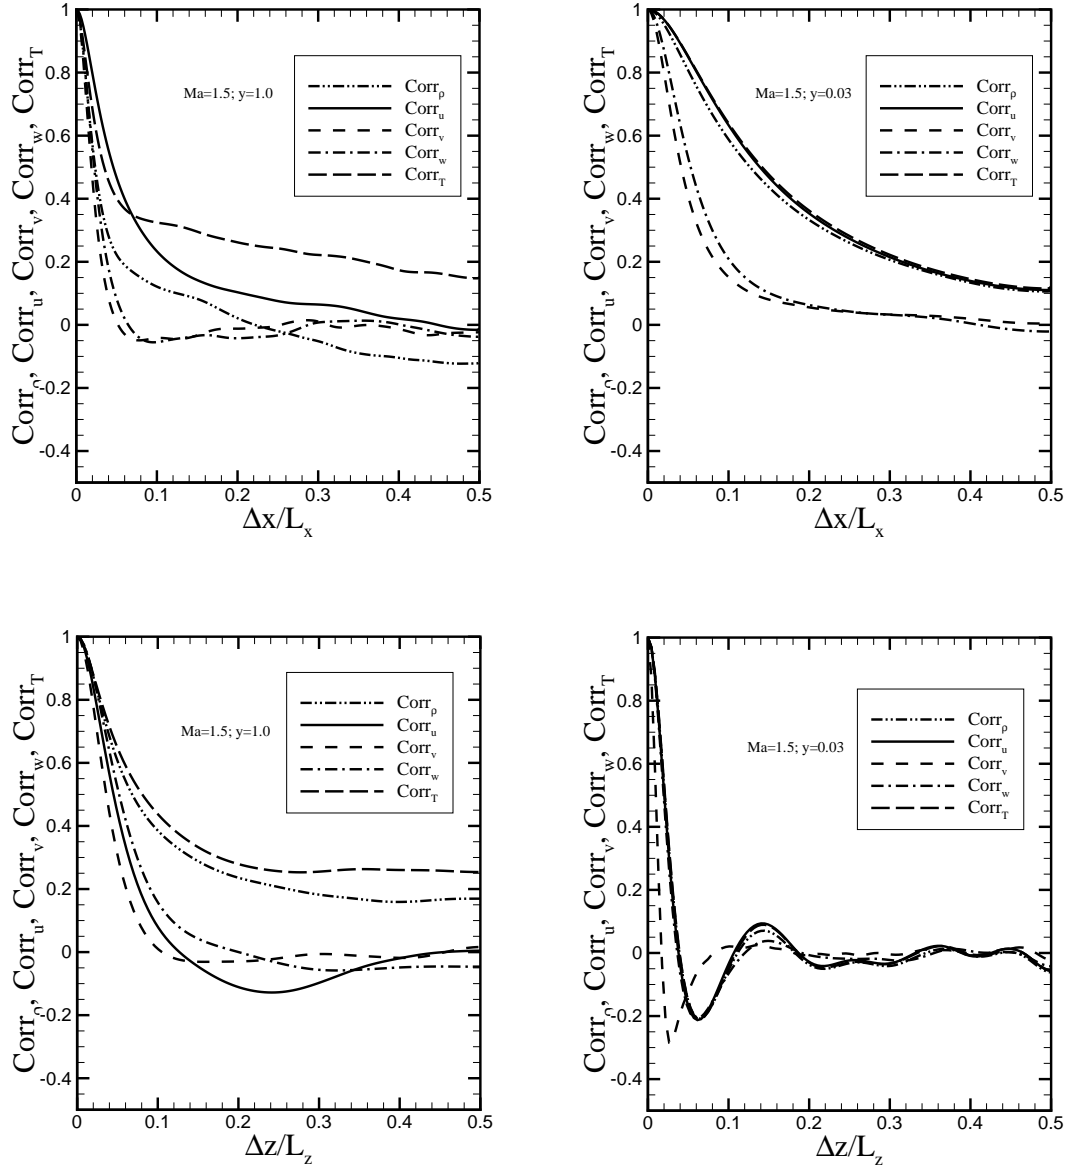 1
0.8
0.6
0.4
0.2
0
-0.2
-0.4
Corrρ, Corru, Corrv, Corrw, CorrT
Ma=1.5; y=1.0
Corrρ
Corru
Corrv
Corrw
CorrT
0 0.1 0.2 0.3 0.4 0.5
Δx/Lx
1
0.8
0.6
0.4
0.2
0
-0.2
-0.4
Corrρ, Corru, Corrv, Corrw, CorrT
Ma=1.5; y=0.03
Corrρ
Corru
Corrv
Corrw
CorrT
0 0.1 0.2 0.3 0.4 0.5
Δx/Lx
1
0.8
0.6
0.4
0.2
0
-0.2
-0.4
Corrρ, Corru, Corrv, Corrw, CorrT
Ma=1.5; y=1.0
Corrρ
Corru
Corrv
Corrw
CorrT
0 0.1 0.2 0.3 0.4 0.5
Δz/Lz
1
0.8
0.6
0.4
0.2
0
-0.2
-0.4
Corrρ, Corru, Corrv, Corrw, CorrT
Ma=1.5; y=0.03
Corrρ
Corru
Corrv
Corrw
CorrT
0 0.1 0.2 0.3 0.4 0.5
Δz/Lz